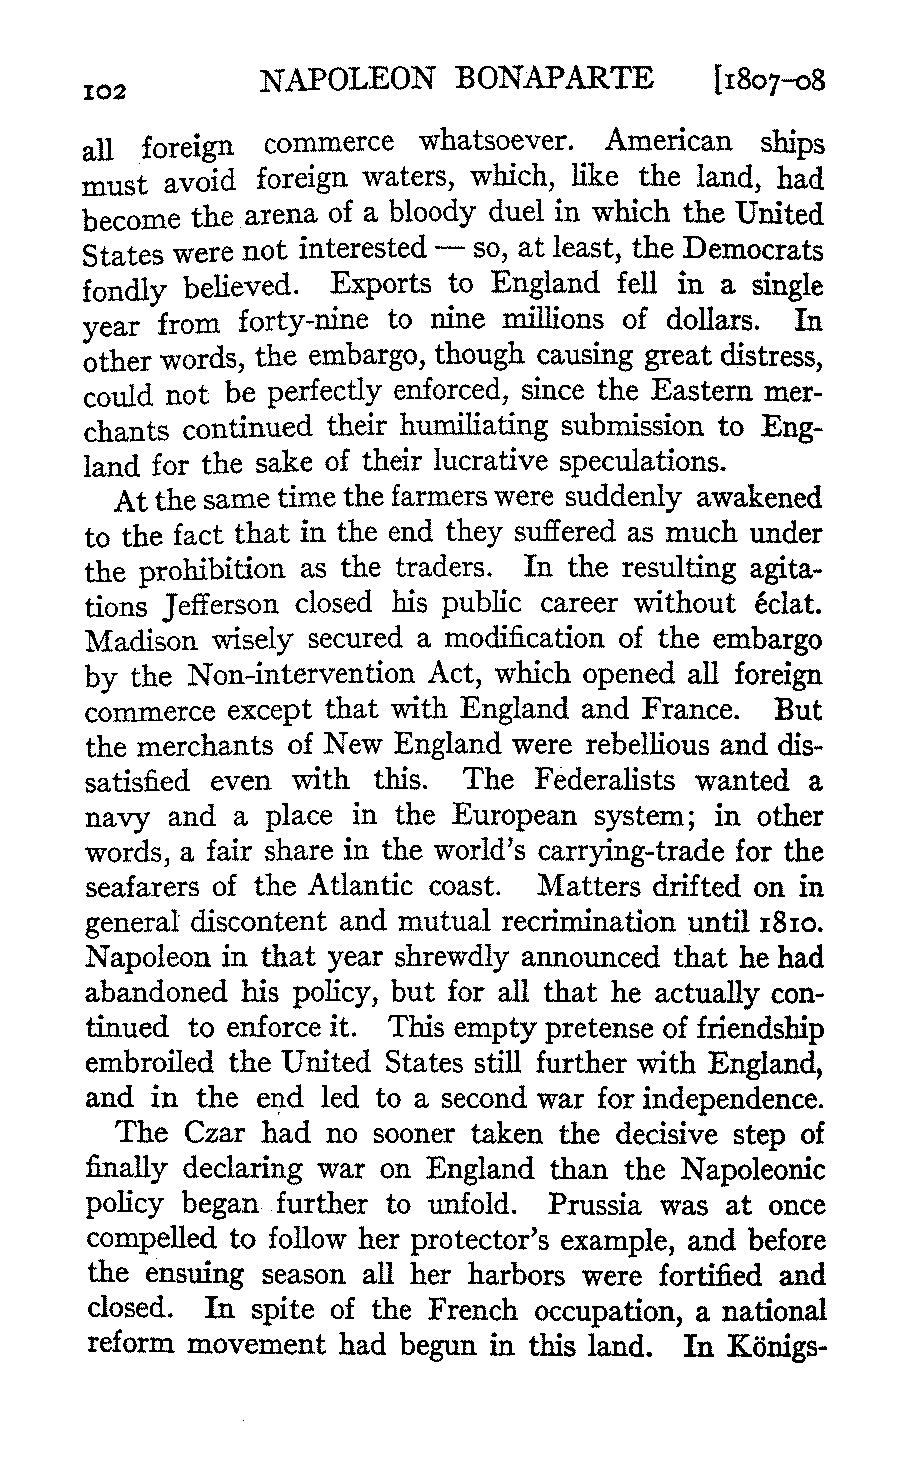 102 NAPOLEON BONAPARTE [1807–08
all foreign commerce whatsoever. American ships
must avoid foreign waters, which, like the land, had
become the arena of a bloody duel in which the United
States were not interested — so, at least, the Democrats
fondly believed. Exports to England fell in a single
year from forty-nine to nine millions of dollars. In
other words, the embargo, though causing great distress,
could not be perfectly enforced, since the Eastern mer-
chants continued their humiliating submission to Eng-
land for the sake of their lucrative speculations.
At the same time the farmers were suddenly awakened
to the fact that in the end they suffered as much under
the prohibition as the traders. In the resulting agita-
tions Jefferson closed his public career without éclat.
Madison wisely secured a modification of the embargo
by the Non-intervention Act, which opened all foreign
commerce except that with England and France. But
the merchants of New England were rebellious and dis-
satisfied even with this. The Federalists wanted a
navy and a place in the European system; in other
words, a fair share in the world's carrying-trade for the
seafarers of the Atlantic coast. Matters drifted on in
general discontent and mutual recrimination until 1810.
Napoleon in that year shrewdly announced that he had
abandoned his policy, but for all that he actually con-
tinued to enforce it. This empty pretense of friendship
embroiled the United States still further with England,
and in the end led to a second war for independence.
The Czar had no sooner taken the decisive step of
finally declaring war on England than the Napoleonic
policy began further to unfold. Prussia was at once
compelled to follow her protector's example, and before
the ensuing season all her harbors were fortified and
closed. In spite of the French occupation, a national
reform movement had begun in this land. In Königs-